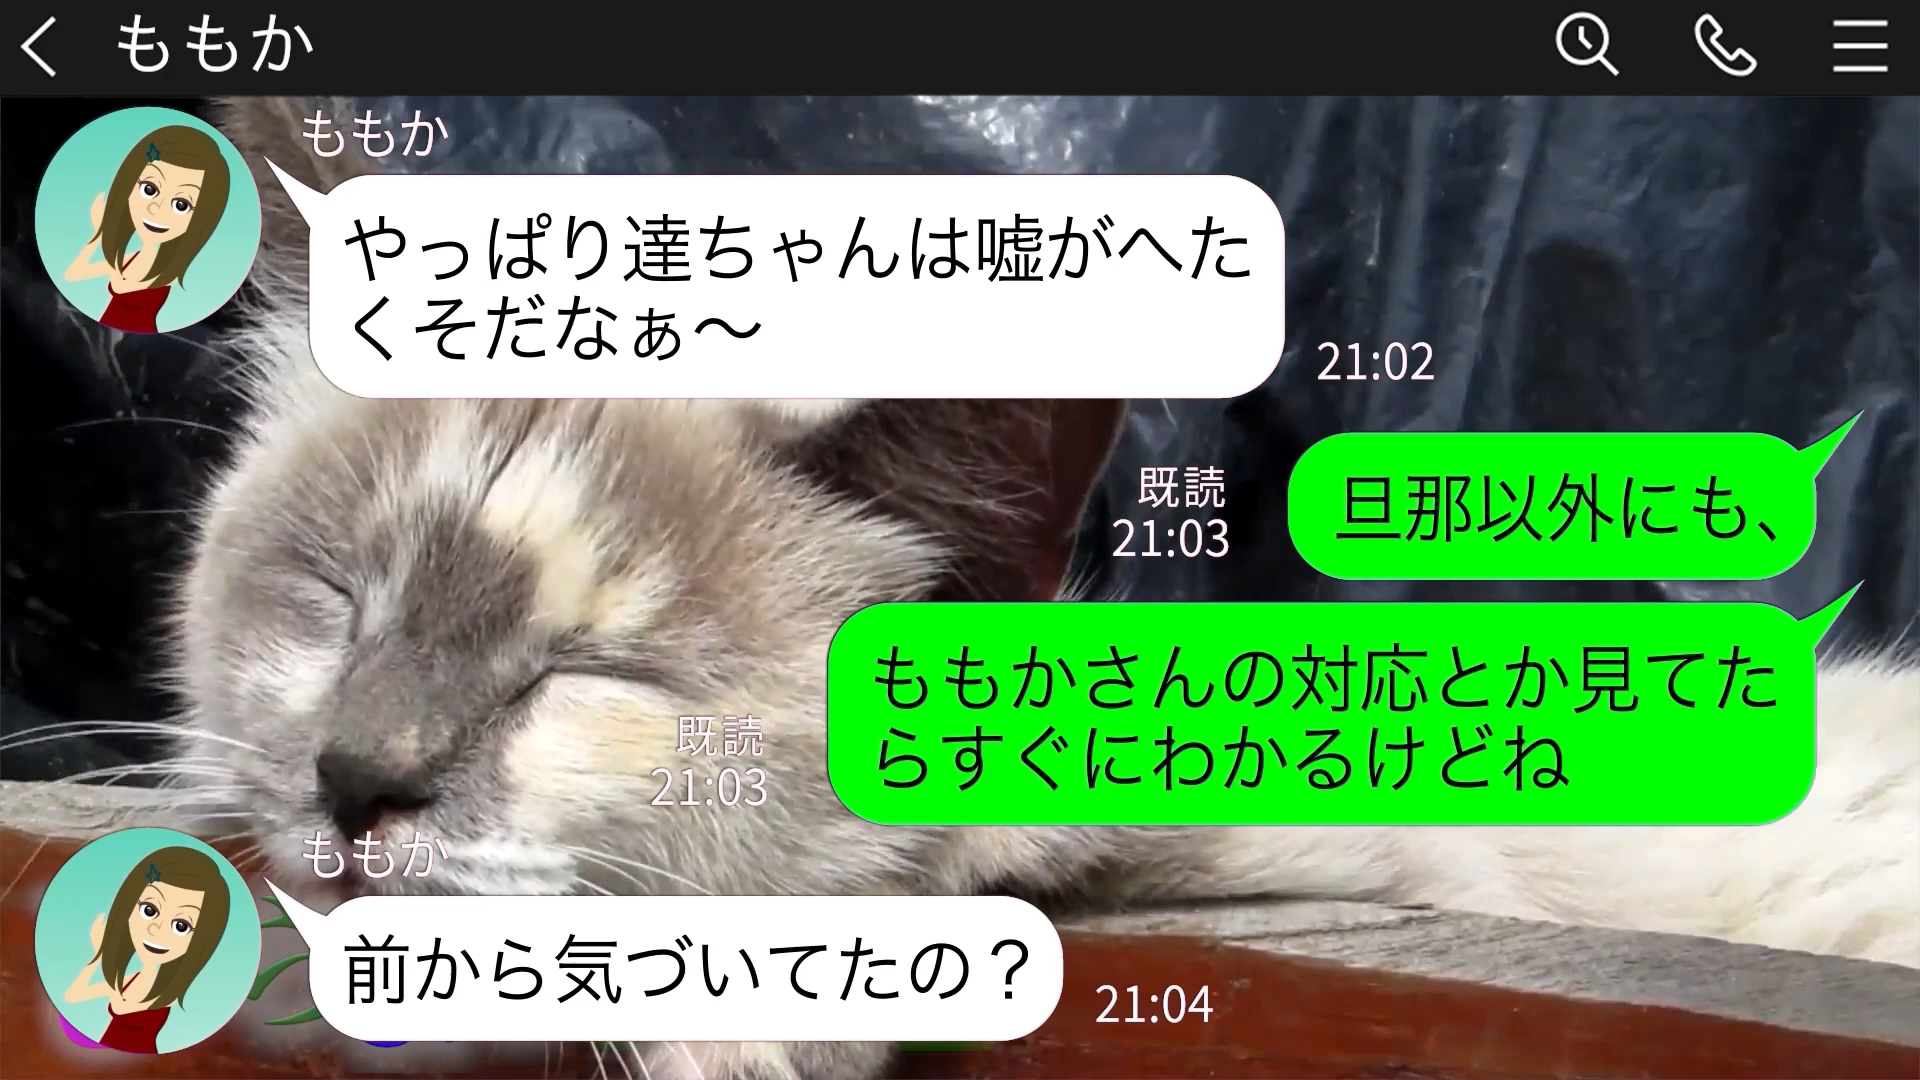 ももか
ももか
やっぱり達ちゃんは嘘がへた
くそだなぁ〜
21:02
旦那以外にも、
既読
21:03
ももかさんの対応とか見てた
らすぐにわかるけどね
既読
21:03
ももか
前から気づいてたの？
21:04